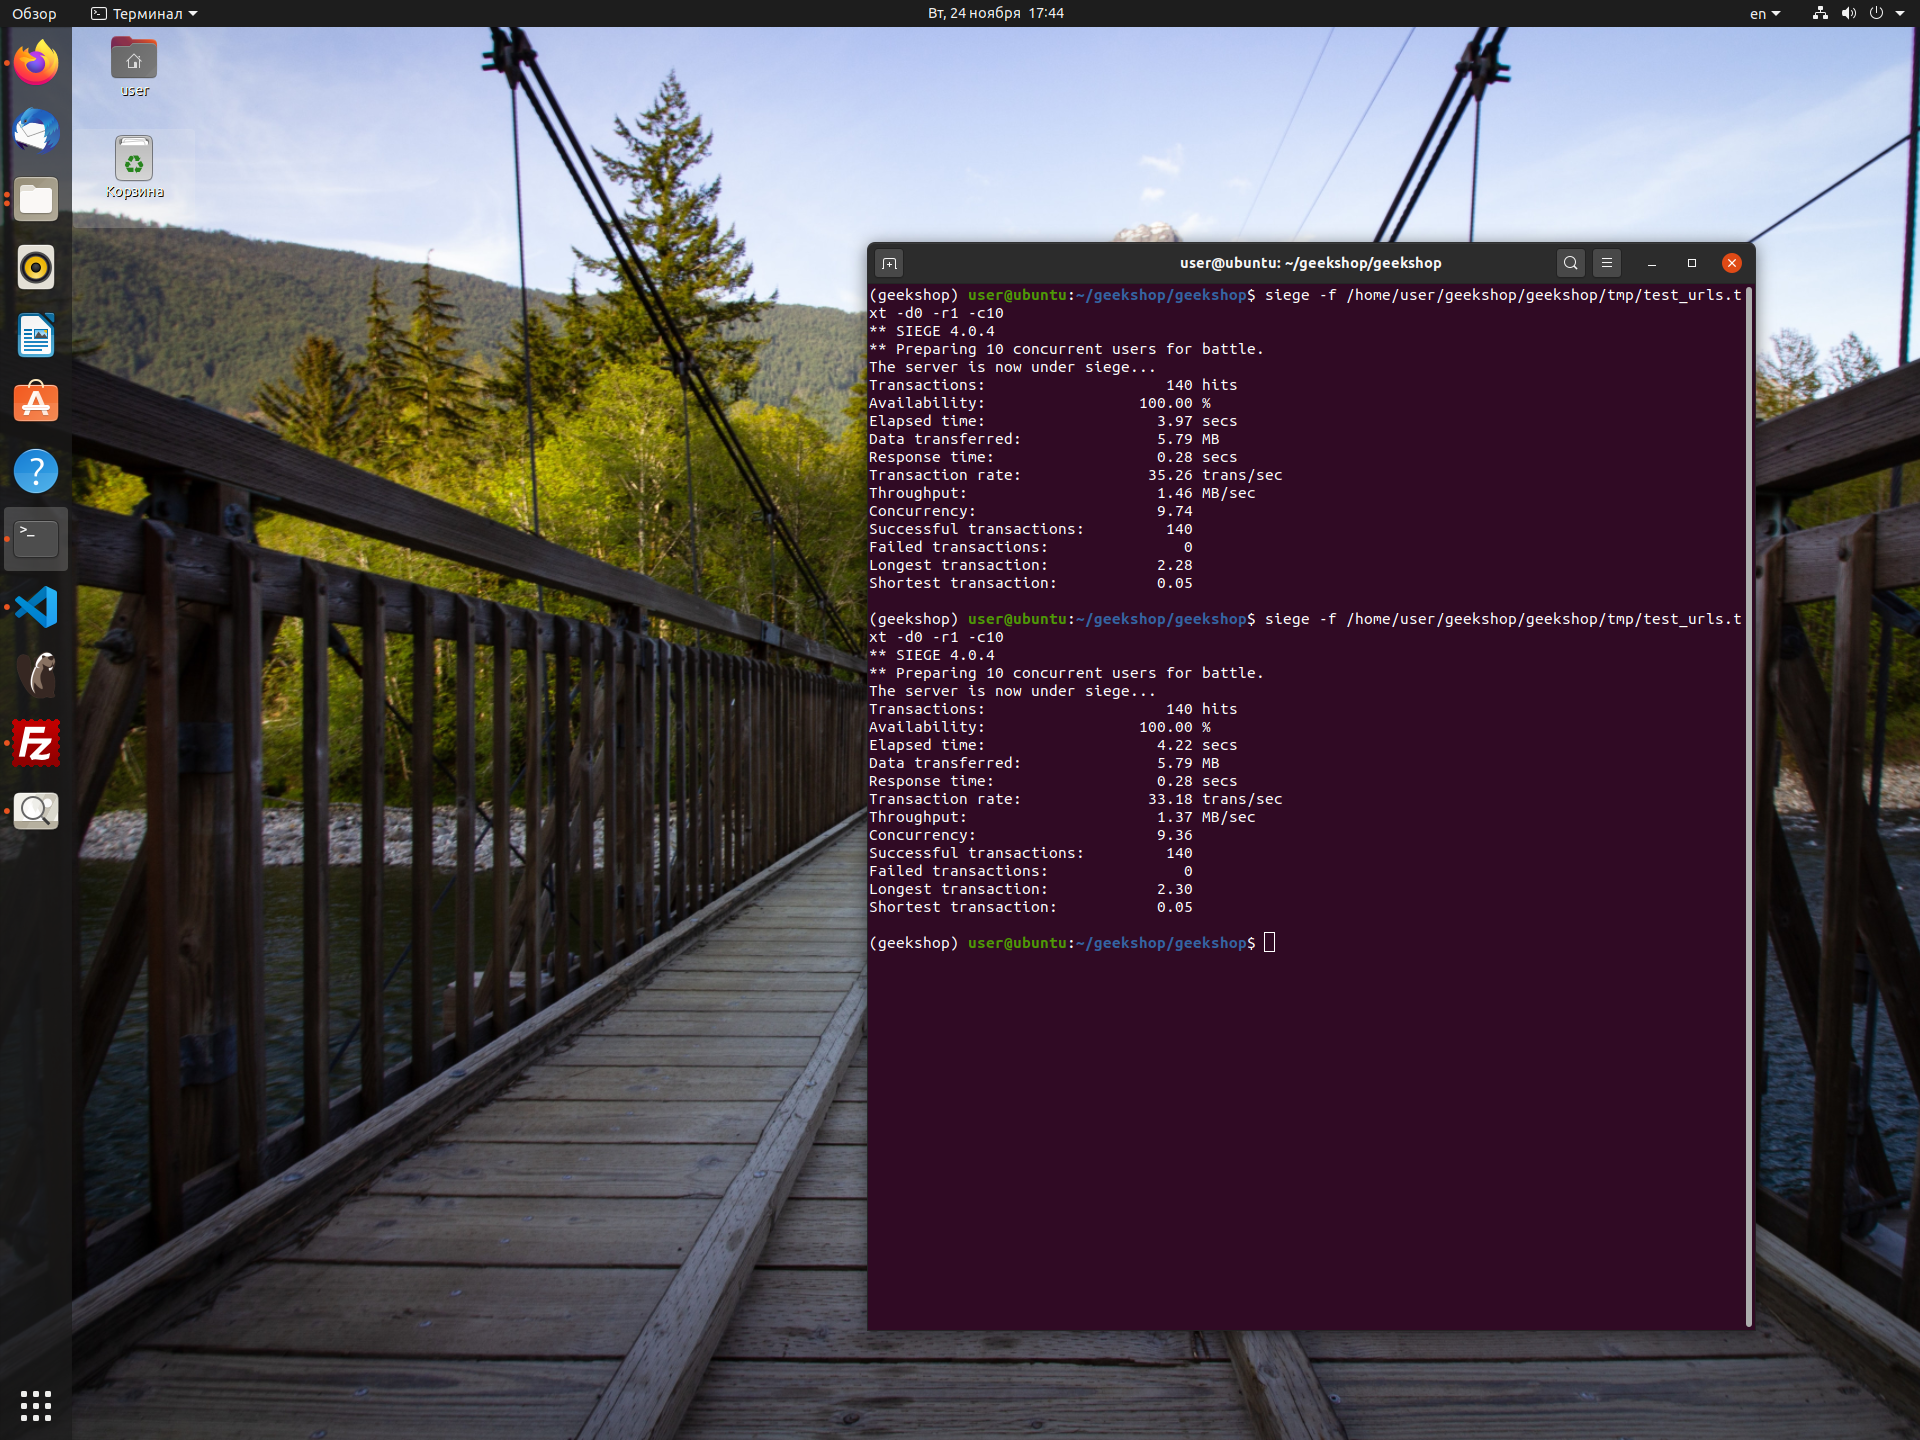 Обзор
Терминал
Вт, 24 ноября 17:44
en
user
Корзина
user@ubuntu: ~/geekshop/geekshop
(geekshop) user@ubuntu:~/geekshop/geekshop$ siege -f /home/user/geekshop/geekshop/tmp/test_urls.t
xt -d0 -r1 -c10
** SIEGE 4.0.4
** Preparing 10 concurrent users for battle.
The server is now under siege...
Transactions: 140 hits
Availability: 100.00 %
Elapsed time: 3.97 secs
Data transferred: 5.79 MB
Response time: 0.28 secs
Transaction rate: 35.26 trans/sec
Throughput: 1.46 MB/sec
Concurrency: 9.74
Successful transactions: 140
Failed transactions: 0
Longest transaction: 2.28
Shortest transaction: 0.05
(geekshop) user@ubuntu:~/geekshop/geekshop$ siege -f /home/user/geekshop/geekshop/tmp/test_urls.t
xt -d0 -r1 -c10
** SIEGE 4.0.4
** Preparing 10 concurrent users for battle.
The server is now under siege...
Transactions: 140 hits
Availability: 100.00 %
Elapsed time: 4.22 secs
Data transferred: 5.79 MB
Response time: 0.28 secs
Transaction rate: 33.18 trans/sec
Throughput: 1.37 MB/sec
Concurrency: 9.36
Successful transactions: 140
Failed transactions: 0
Longest transaction: 2.30
Shortest transaction: 0.05
(geekshop) user@ubuntu:~/geekshop/geekshop$